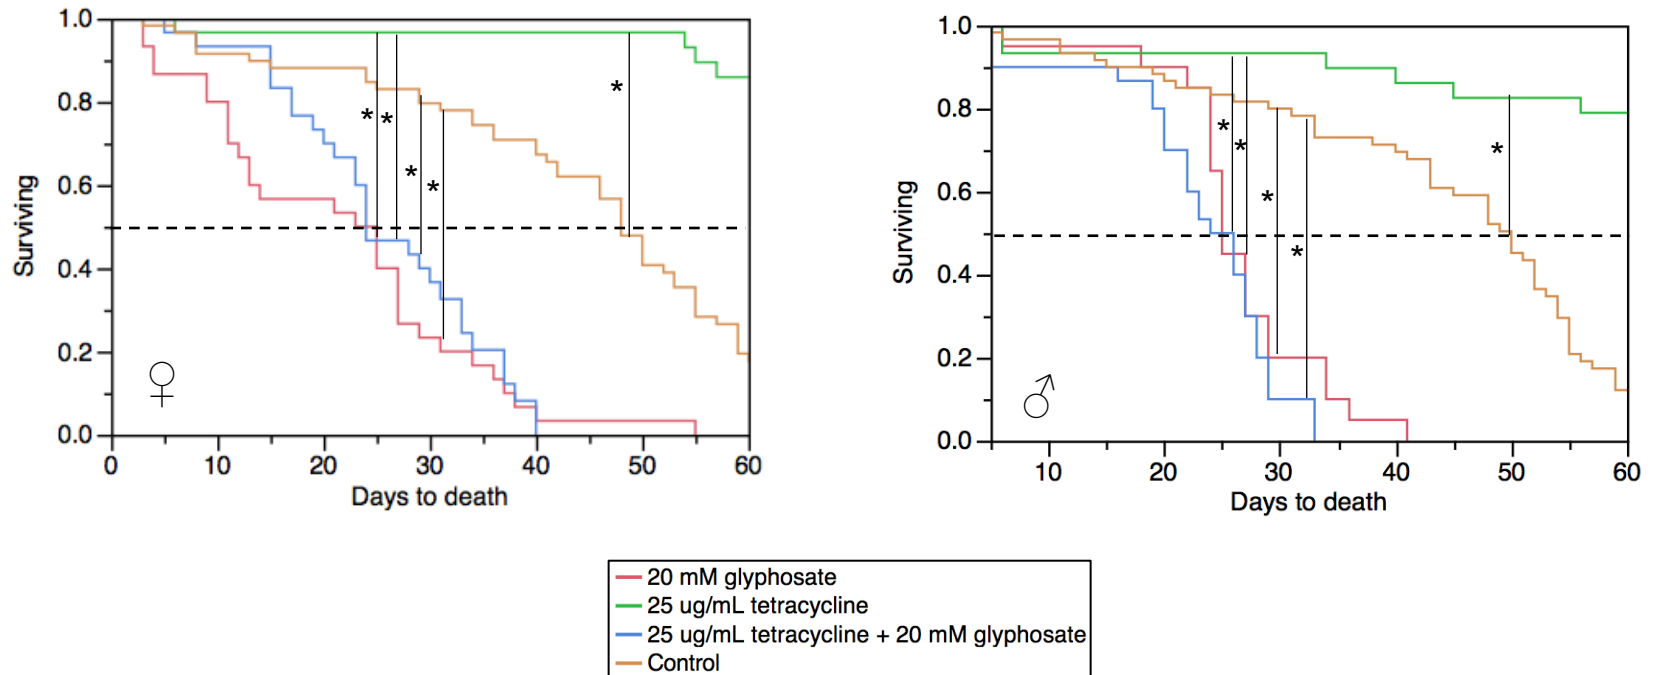 1.0
0.8
0.6
0.4
0.2
0.0
Surviving
* *
*
*
*
♀
0 10 20 30 40 50 60
Days to death
1.0
0.8
0.6
0.4
0.2
0.0
Surviving
*
*
*
*
*
♂
10 20 30 40 50 60
Days to death
20 mM glyphosate
25 ug/mL tetracycline
25 ug/mL tetracycline + 20 mM glyphosate
Control